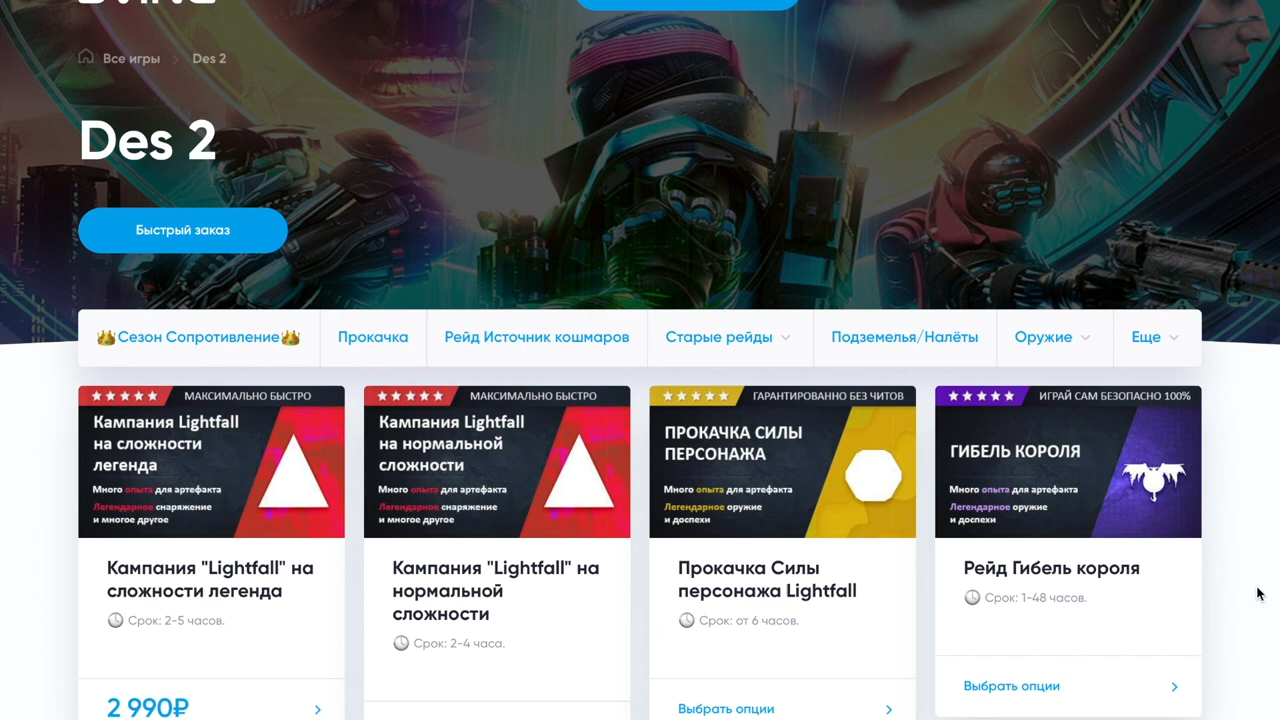 Все игры
Des 2
Des 2
Быстрый заказ
👑Сезон Сопротивление👑
Прокачка
Рейд Источник кошмаров
Старые рейды
Подземелья/Налёты
Оружие
Еще
МАКСИМАЛЬНО БЫСТРО
Кампания Lightfall
на сложности
легенда
Много опыта для артефакта
Легендарное снаряжение
и многое другое
Кампания "Lightfall" на
сложности легенда
Срок: 2-5 часов.
2 990₽
МАКСИМАЛЬНО БЫСТРО
Кампания Lightfall
на нормальной
сложности
Много опыта для артефакта
Легендарное снаряжение
и многое другое
Кампания "Lightfall" на
нормальной
сложности
Срок: 2-4 часа.
ГАРАНТИРОВАННО БЕЗ ЧИТОВ
ПРОКАЧКА СИЛЫ
ПЕРСОНАЖА
Много опыта для артефакта
Легендарное оружие
и доспехи
Прокачка Силы
персонажа Lightfall
Срок: от 6 часов.
Выбрать опции
ИГРАЙ САМ БЕЗОПАСНО 100%
ГИБЕЛЬ КОРОЛЯ
Много опыта для артефакта
Легендарное оружие
и доспехи
Рейд Гибель короля
Срок: 1-48 часов.
Выбрать опции